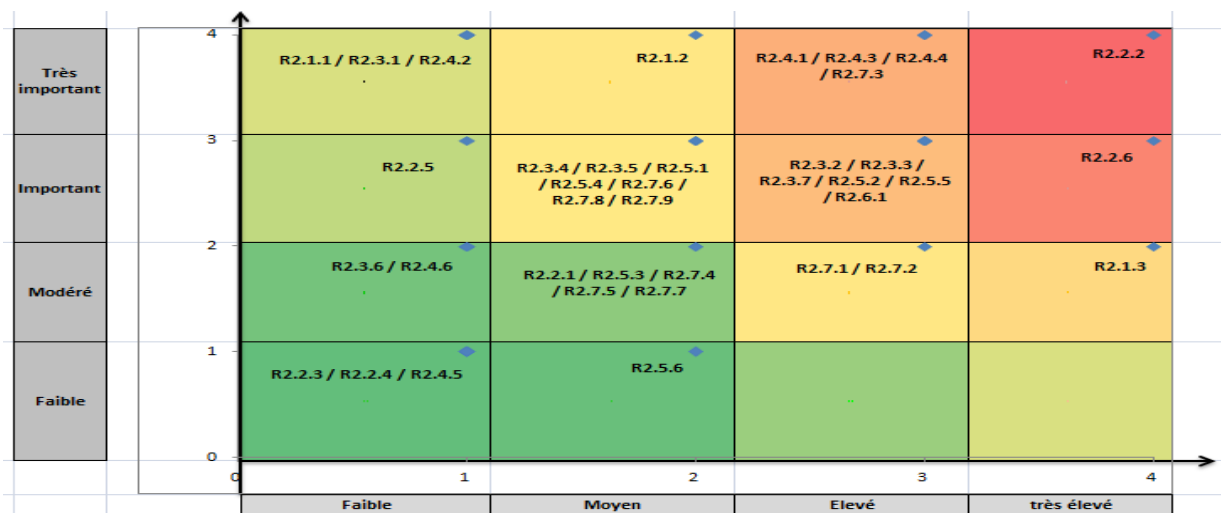 4
Très
important
R2.1.1 / R2.3.1 / R2.4.2
R2.1.2
R2.4.1 / R2.4.3 / R2.4.4
/ R2.7.3
R2.2.2
3
Important
R2.2.5
R2.3.4 / R2.3.5 / R2.5.1
/ R2.5.4 / R2.7.6 /
R2.7.8 / R2.7.9
R2.3.2 / R2.3.3 /
R2.3.7 / R2.5.2 / R2.5.5
/ R2.6.1
R2.2.6
2
Modéré
R2.3.6 / R2.4.6
R2.2.1 / R2.5.3 / R2.7.4
/ R2.7.5 / R2.7.7
R2.7.1 / R2.7.2
R2.1.3
1
Faible
R2.2.3 / R2.2.4 / R2.4.5
R2.5.6
0
0 1 2 3 4
Faible Moyen Elevé très élevé